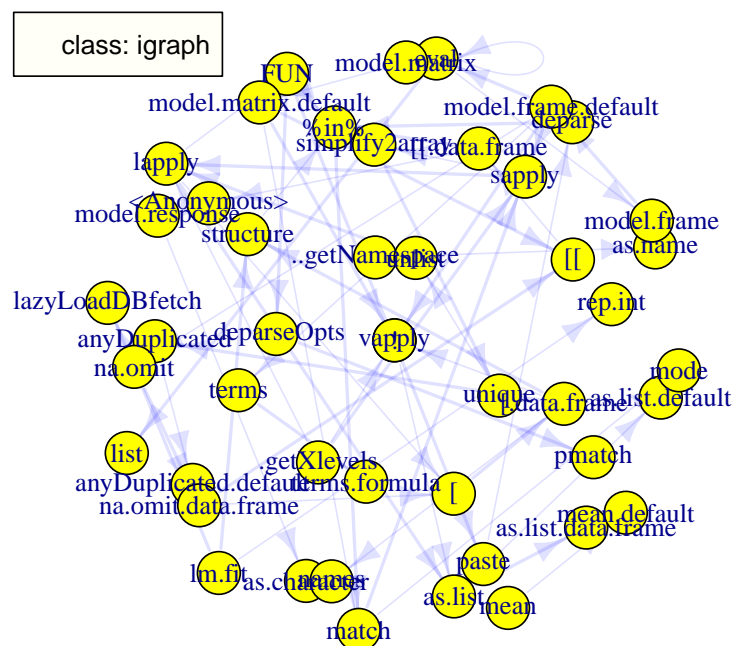 class: igraph
model.matrix
eval
FUN
model.matrix.default
model.frame.default
deparse
%in%
simplify2array
[[.data.frame
lapply
sapply
<Anonymous>
model.response
structure
model.frame
as.name
..getNamespace
unlist
[[
lazyLoadDBfetch
rep.int
anyDuplicated
deparseOpts
vapply
na.omit
mode
terms
unique
[.data.frame
as.list.default
list
.getXlevels
pmatch
anyDuplicated.default
terms.formula
[
na.omit.data.frame
mean.default
as.list.data.frame
paste
lm.fit
as.character
names
as.list
mean
match